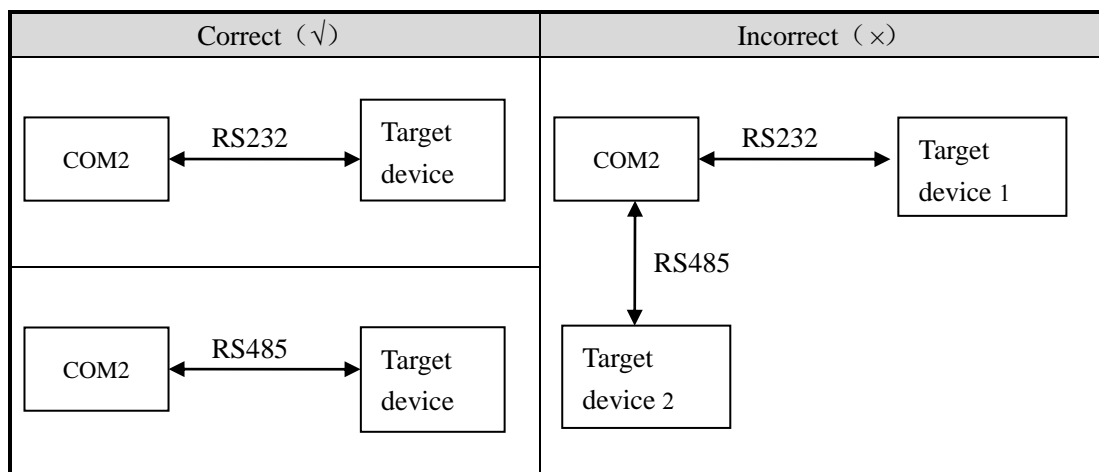 Correct（√）
Incorrect（×）
COM2
RS232
Target
device
COM2
RS485
Target
device
COM2
RS232
Target
device 1
RS485
Target
device 2